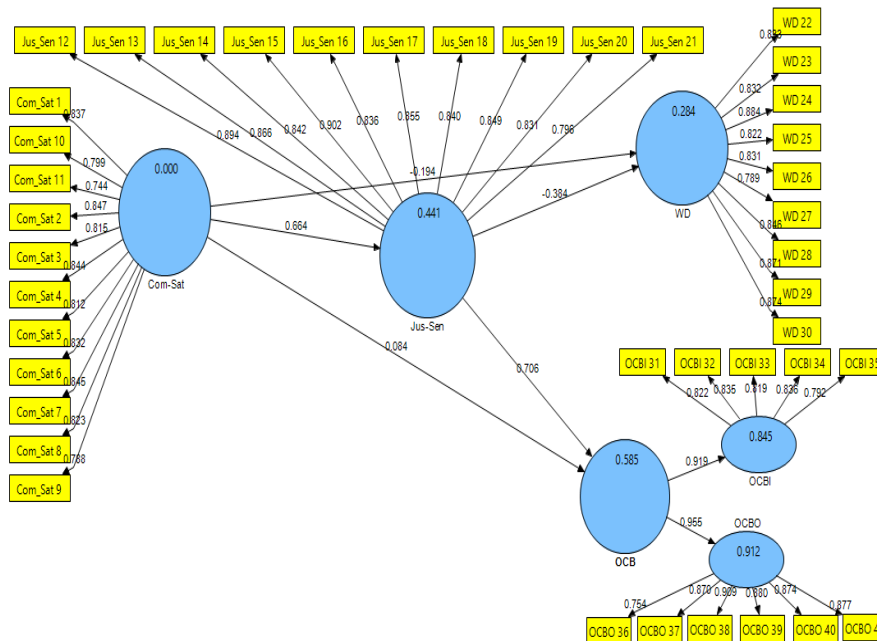 Jus_Sen 12
Jus_Sen 13
Jus_Sen 14
Jus_Sen 15
Jus_Sen 16
Jus_Sen 17
Jus_Sen 18
Jus_Sen 19
Jus_Sen 20
Jus_Sen 21
0.894
0.866
0.842
0.902
0.836
0.855
0.840
0.849
0.831
0.796
Com_Sat 1
Com_Sat 10
Com_Sat 11
Com_Sat 2
Com_Sat 3
Com_Sat 4
Com_Sat 5
Com_Sat 6
Com_Sat 7
Com_Sat 8
Com_Sat 9
0.837
0.799
0.744
0.847
0.815
0.844
0.812
0.832
0.845
0.823
0.788
0.000
Com-Sat
0.664
-0.194
0.084
0.441
Jus-Sen
-0.384
0.706
0.284
WD
WD 22
WD 23
WD 24
WD 25
WD 26
WD 27
WD 28
WD 29
WD 30
0.832
0.884
0.822
0.831
0.789
0.846
0.871
0.874
OCBI 31
OCBI 32
OCBI 33
OCBI 34
OCBI 35
0.822
0.835
0.819
0.836
0.792
0.845
OCBI
0.585
OCB
0.919
0.955
OCBO
0.912
0.754
0.870
0.909
0.880
0.874
0.877
OCBO 36
OCBO 37
OCBO 38
OCBO 39
OCBO 40